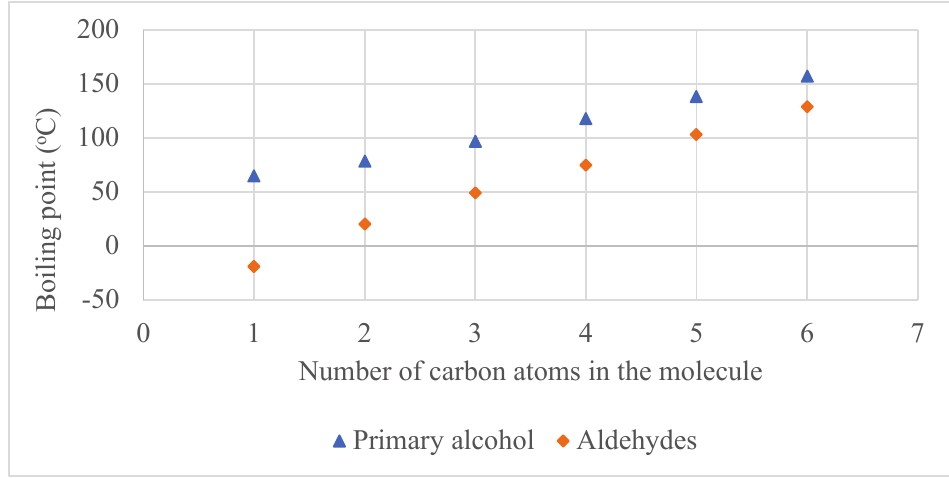 200
150
100
50
0
-50
Boiling point (ºC)
0 1 2 3 4 5 6 7
Number of carbon atoms in the molecule
Primary alcohol Aldehydes